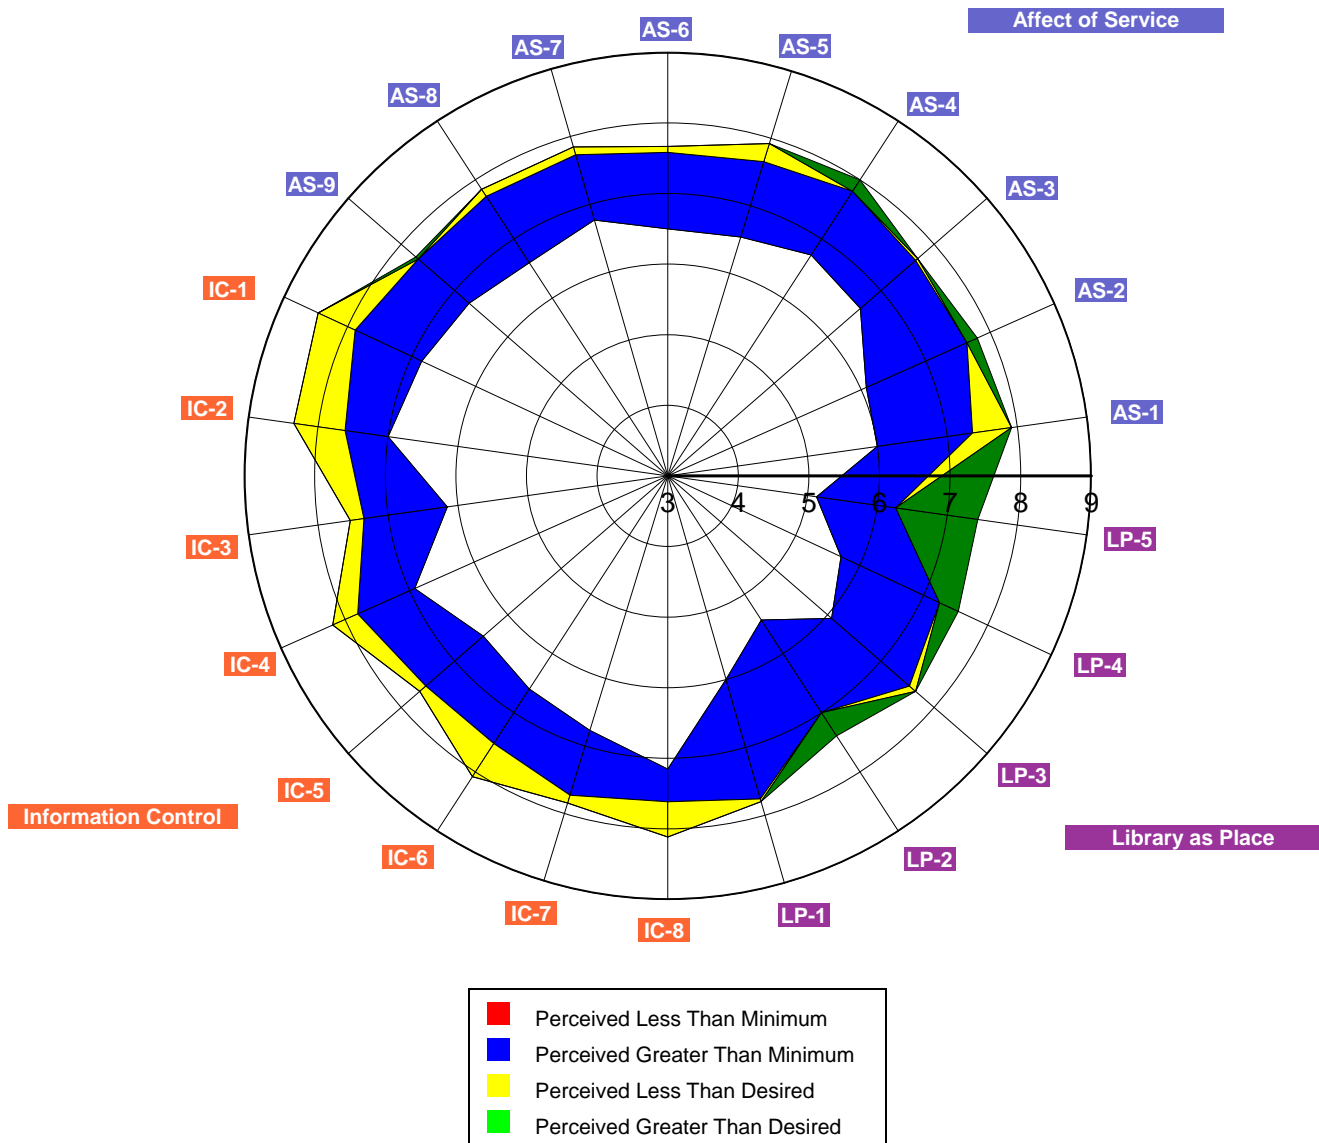 Affect of Service
AS-6
AS-7
AS-5
AS-8
AS-4
AS-9
AS-3
IC-1
AS-2
IC-2
AS-1
3 4 5 6 7 8 9
IC-3
LP-5
IC-4
LP-4
IC-5
LP-3
Information Control
Library as Place
IC-6
LP-2
IC-7
LP-1
IC-8
Perceived Less Than Minimum
Perceived Greater Than Minimum
Perceived Less Than Desired
Perceived Greater Than Desired